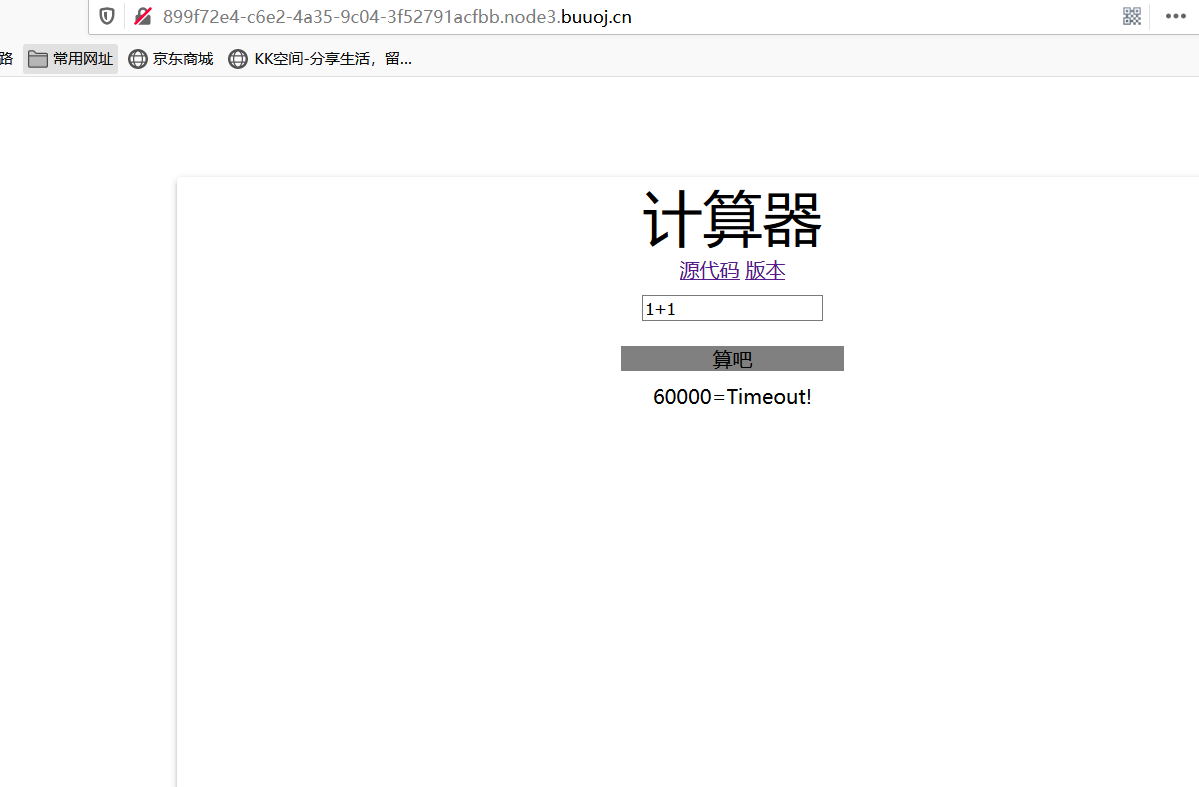 899f72e4-c6e2-4a35-9c04-3f52791acfbb.node3.buuoj.cn
路 常用网址 京东商城 KK空间-分享生活，留...
计算器
源代码 版本
1+1
算吧
60000=Timeout!